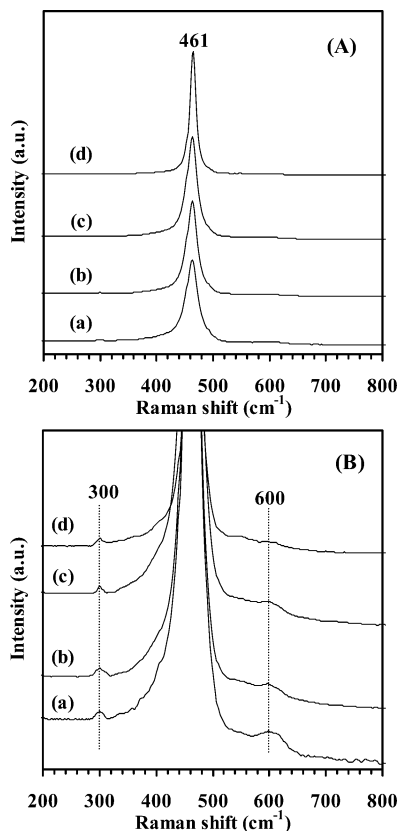 461
(A)
(d)
(c)
(b)
(a)
Intensity (a.u.)
200 300 400 500 600 700 800
Raman shift (cm-1)
(B)
300
600
(d)
(c)
(b)
(a)
Intensity (a.u.)
200 300 400 500 600 700 800
Raman shift (cm-1)